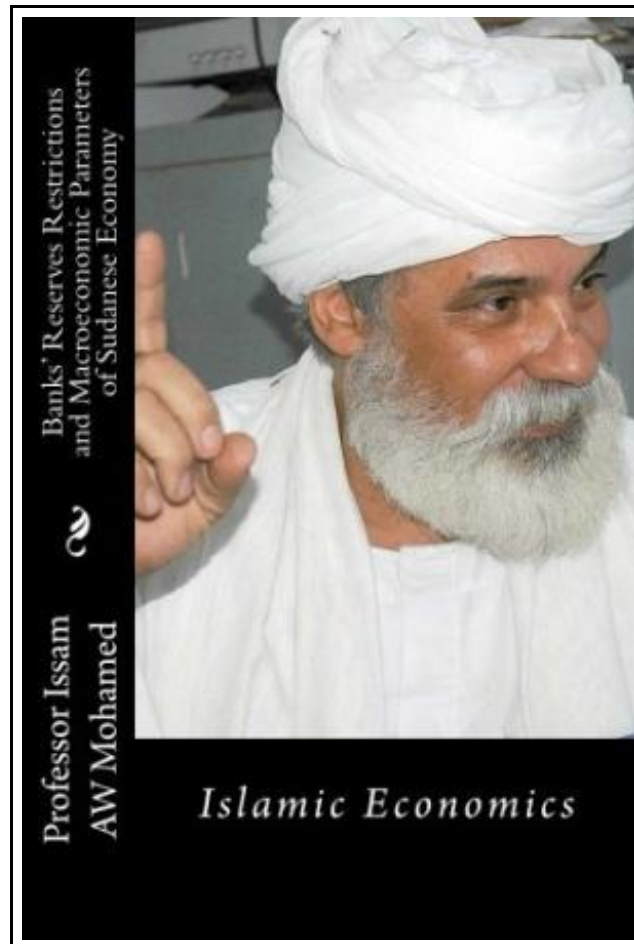 Banks' Reserves Restrictions
and Macroeconomic Parameters
of Sudanese Economy
Professor Issam
AW Mohamed
Islamic Economics